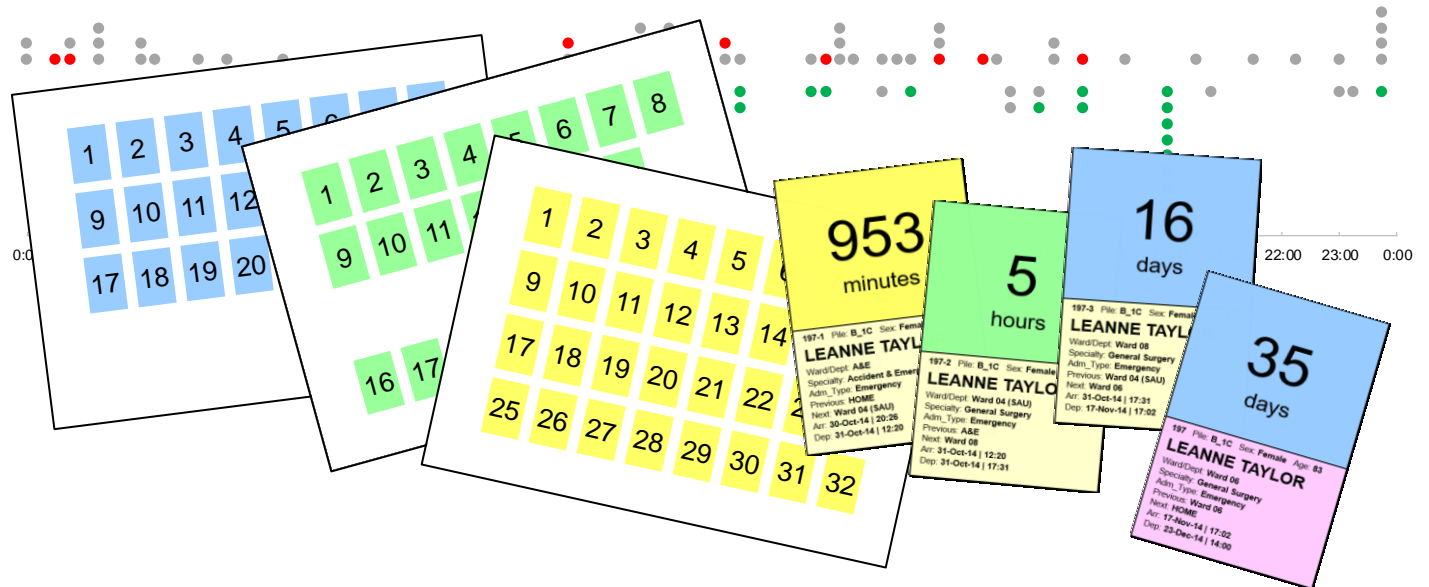 1 2 3 4 5 6
9 10 11 12
17 18 19 20
1 2 3 4 5 6 7 8
9 10 11
16 17
1 2 3 4 5
9 10 11 12 13 14
17 18 19 20 21 22
25 26 27 28 29 30 31 32
953
minutes
197-1 Pile: B_1C Sex:
LEANNE
Ward/Dept: A&E
Specialty: Accident &
Adm_Type: Emergency
Previous: HOME
Next: Ward 04 (SAU)
Arr: 30-Oct-14 | 20:26
Dep: 31-Oct-14 | 12:20
5
hours
197-2 Pile: B_1C Sex: Female
LEANNE
Ward/Dept: Ward 04 (SAU)
Specialty: General Surgery
Adm_Type: Emergency
Previous: A&E
Next: Ward 08
Arr: 31-Oct-14 | 12:20
Dep: 31-Oct-14 | 17:31
16
days
197-3 Pile: B_1C Sex:
LEANNE
Ward/Dept: Ward 08
Specialty: General Surgery
Adm_Type: Emergency
Previous: Ward 04 (SAU)
Next: Ward 06
Arr: 31-Oct-14 | 17:31
Dep: 17-Nov-14 | 17:02
35
days
197 Pile: B_1C Sex: Female Age: 83
LEANNE TAYLOR
Ward/Dept: Ward 06
Specialty: General Surgery
Adm_Type: Emergency
Previous: Ward 06
Next: HOME
Arr: 17-Nov-14 | 17:02
Dep: 23-Dec-14 | 14:00
22:00 23:00 0:00